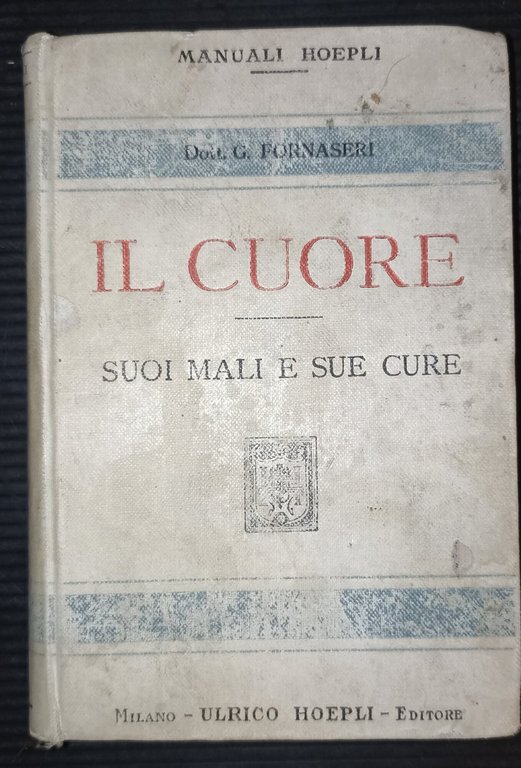 MANUALI HOEPLI
Dott. G. FORNASERI
IL CUORE
SUOI MALI E SUE CURE
MILANO - ULRICO HOEPLI - EDITORE